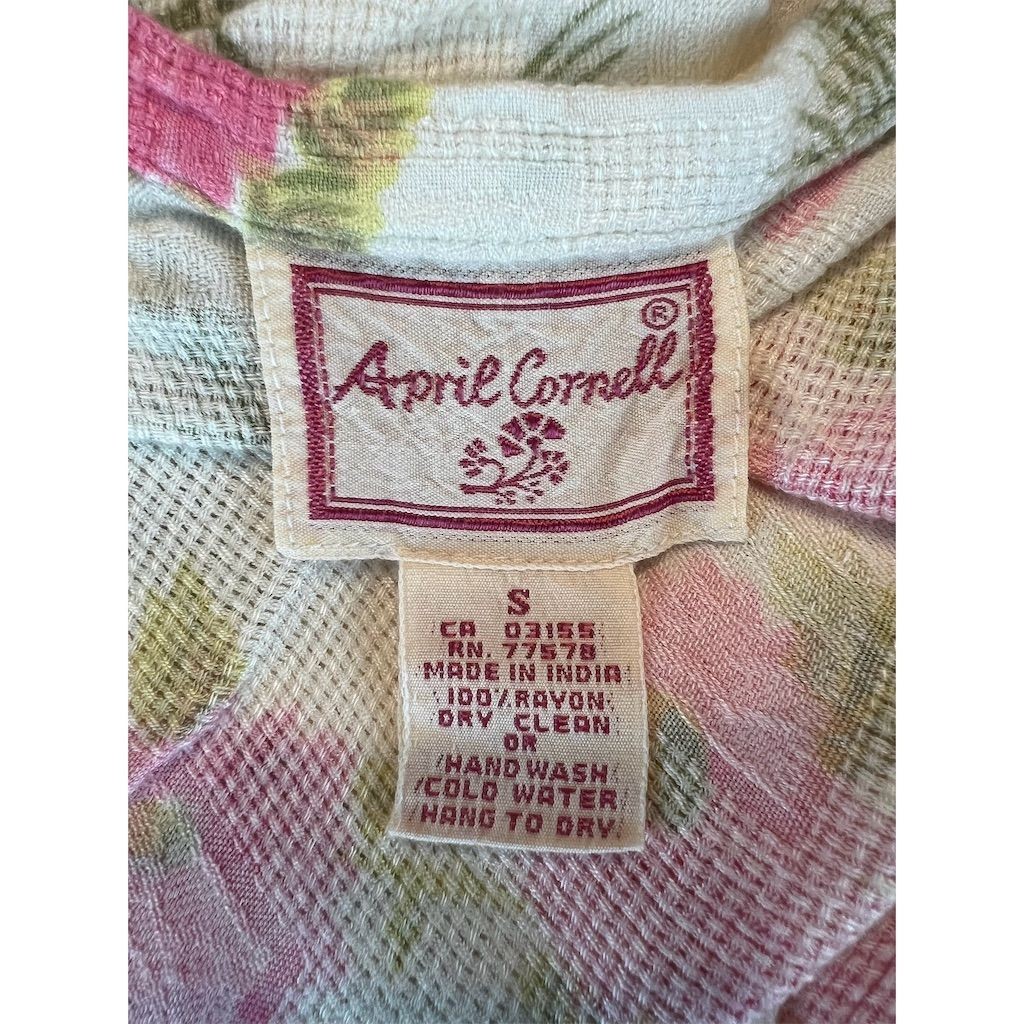 April Cornell ®
S
CA 03155
RN. 77578
MADE IN INDIA
100% RAYON
DRY CLEAN
OR
HAND WASH
COLD WATER
HANG TO DRY